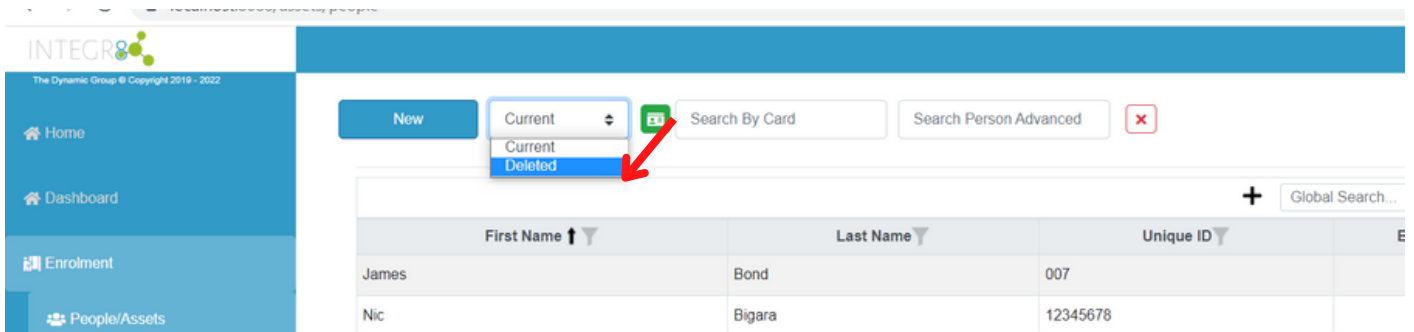 INTEGR8
The Dynamic Group © Copyright 2019 - 2022
Home
Dashboard
Enrolment
People/Assets
New
Current
Current
Deleted
Search By Card
Search Person Advanced
Global Search...
First Name Last Name Unique ID E
James Bond 007
Nic Bigara 12345678